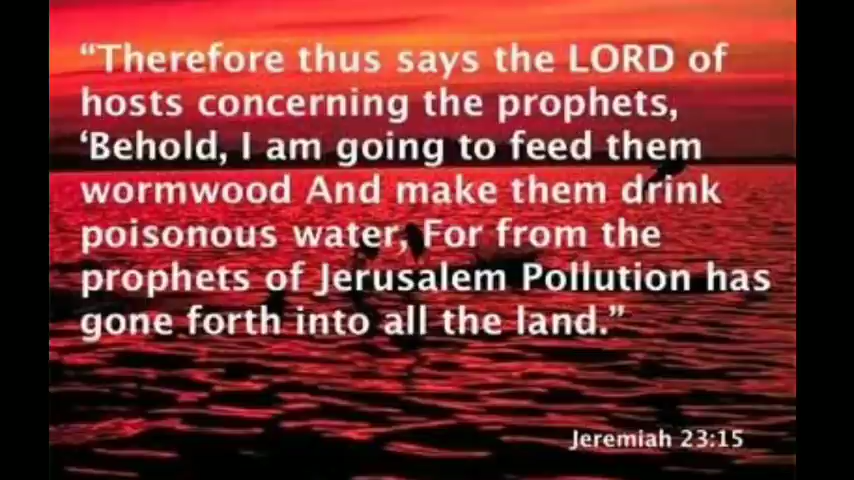 “Therefore thus says the LORD of
hosts concerning the prophets,
‘Behold, I am going to feed them
wormwood And make them drink
poisonous water, For from the
prophets of Jerusalem Pollution has
gone forth into all the land.”
Jeremiah 23:15